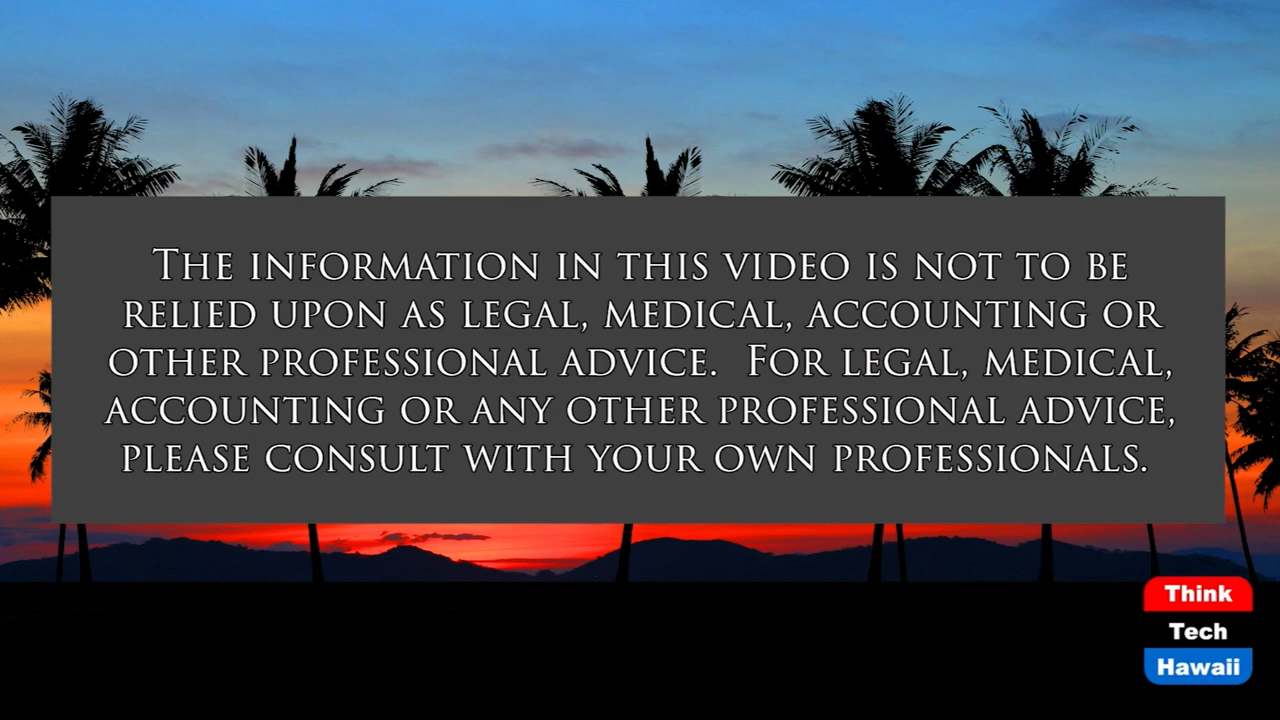 The information in this video is not to be
relied upon as legal, medical, accounting or
other professional advice.  For legal, medical,
accounting or any other professional advice,
please consult with your own professionals.
Think
Tech
Hawaii